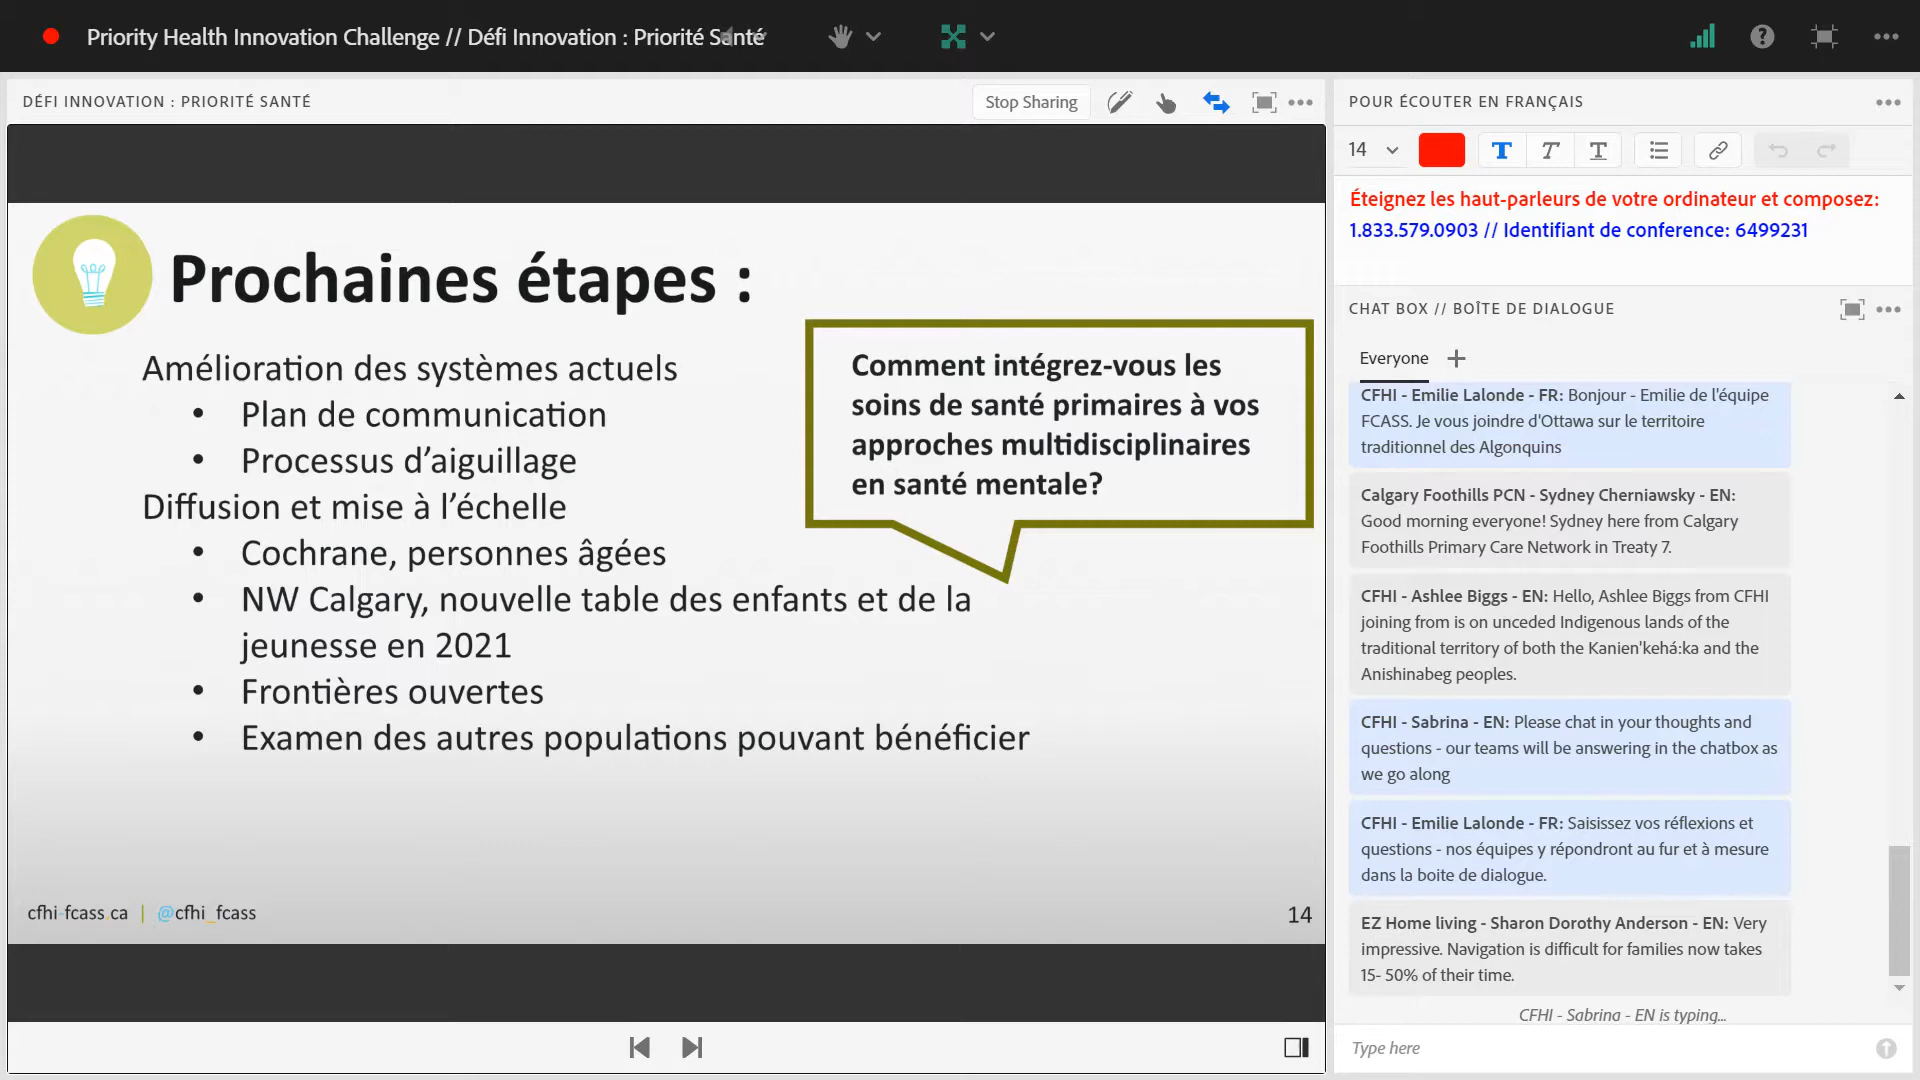 Priority Health Innovation Challenge // Défi Innovation : Priorité Santé
DÉFI INNOVATION : PRIORITÉ SANTÉ
Stop Sharing
Prochaines étapes :
Amélioration des systèmes actuels
• Plan de communication
• Processus d’aiguillage
Diffusion et mise à l’échelle
• Cochrane, personnes âgées
• NW Calgary, nouvelle table des enfants et de la
jeunesse en 2021
• Frontières ouvertes
• Examen des autres populations pouvant bénéficier
Comment intégrez-vous les
soins de santé primaires à vos
approches multidisciplinaires
en santé mentale?
cfhi-fcass.ca | @cfhi_fcass
14
POUR ÉCOUTER EN FRANÇAIS
14
T T T
Éteignez les haut-parleurs de votre ordinateur et composez:
1.833.579.0903 // Identifiant de conference: 6499231
CHAT BOX // BOÎTE DE DIALOGUE
Everyone
CFHI - Emilie Lalonde - FR: Bonjour - Emilie de l'équipe
FCASS. Je vous joindre d'Ottawa sur le territoire
traditionnel des Algonquins
Calgary Foothills PCN - Sydney Cherniawsky - EN:
Good morning everyone! Sydney here from Calgary
Foothills Primary Care Network in Treaty 7.
CFHI - Ashlee Biggs - EN: Hello, Ashlee Biggs from CFHI
joining from is on unceded Indigenous lands of the
traditional territory of both the Kanien'kehá:ka and the
Anishinabeg peoples.
CFHI - Sabrina - EN: Please chat in your thoughts and
questions - our teams will be answering in the chatbox as
we go along
CFHI - Emilie Lalonde - FR: Saisissez vos réflexions et
questions - nos équipes y répondront au fur et à mesure
dans la boite de dialogue.
EZ Home living - Sharon Dorothy Anderson - EN: Very
impressive. Navigation is difficult for families now takes
15- 50% of their time.
CFHI - Sabrina - EN is typing...
Type here